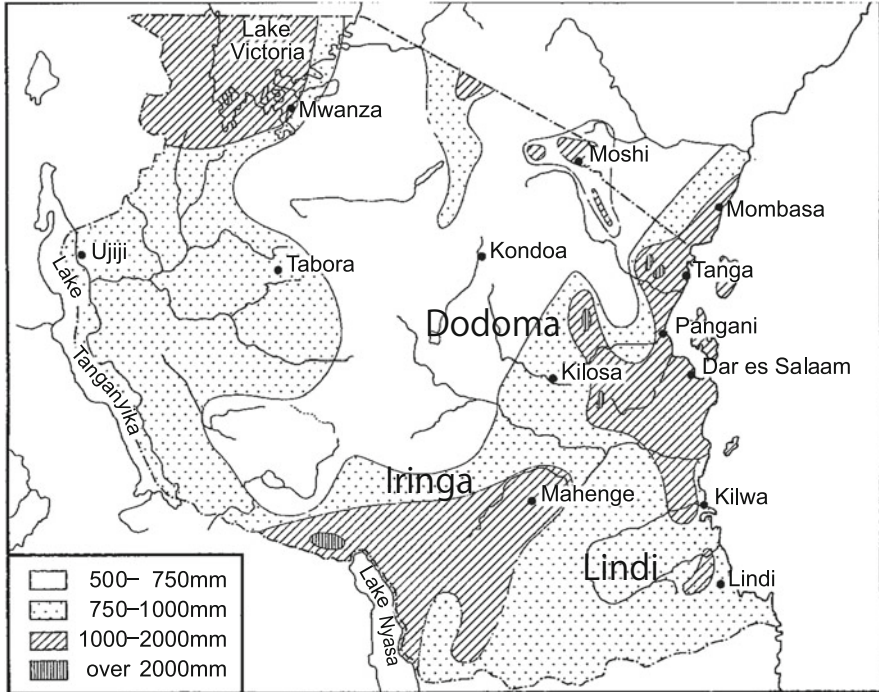 Lake
Victoria
Mwanza
Moshi
Mombasa
Ujiji
Tabora
Kondoa
Tanga
Lake
Tanganyika
Dodoma
Pangani
Kilosa
Dar es Salaam
Iringa
Mahenge
Kilwa
Lindi
Lindi
Lake Nyasa
500– 750mm
750–1000mm
1000–2000mm
over 2000mm